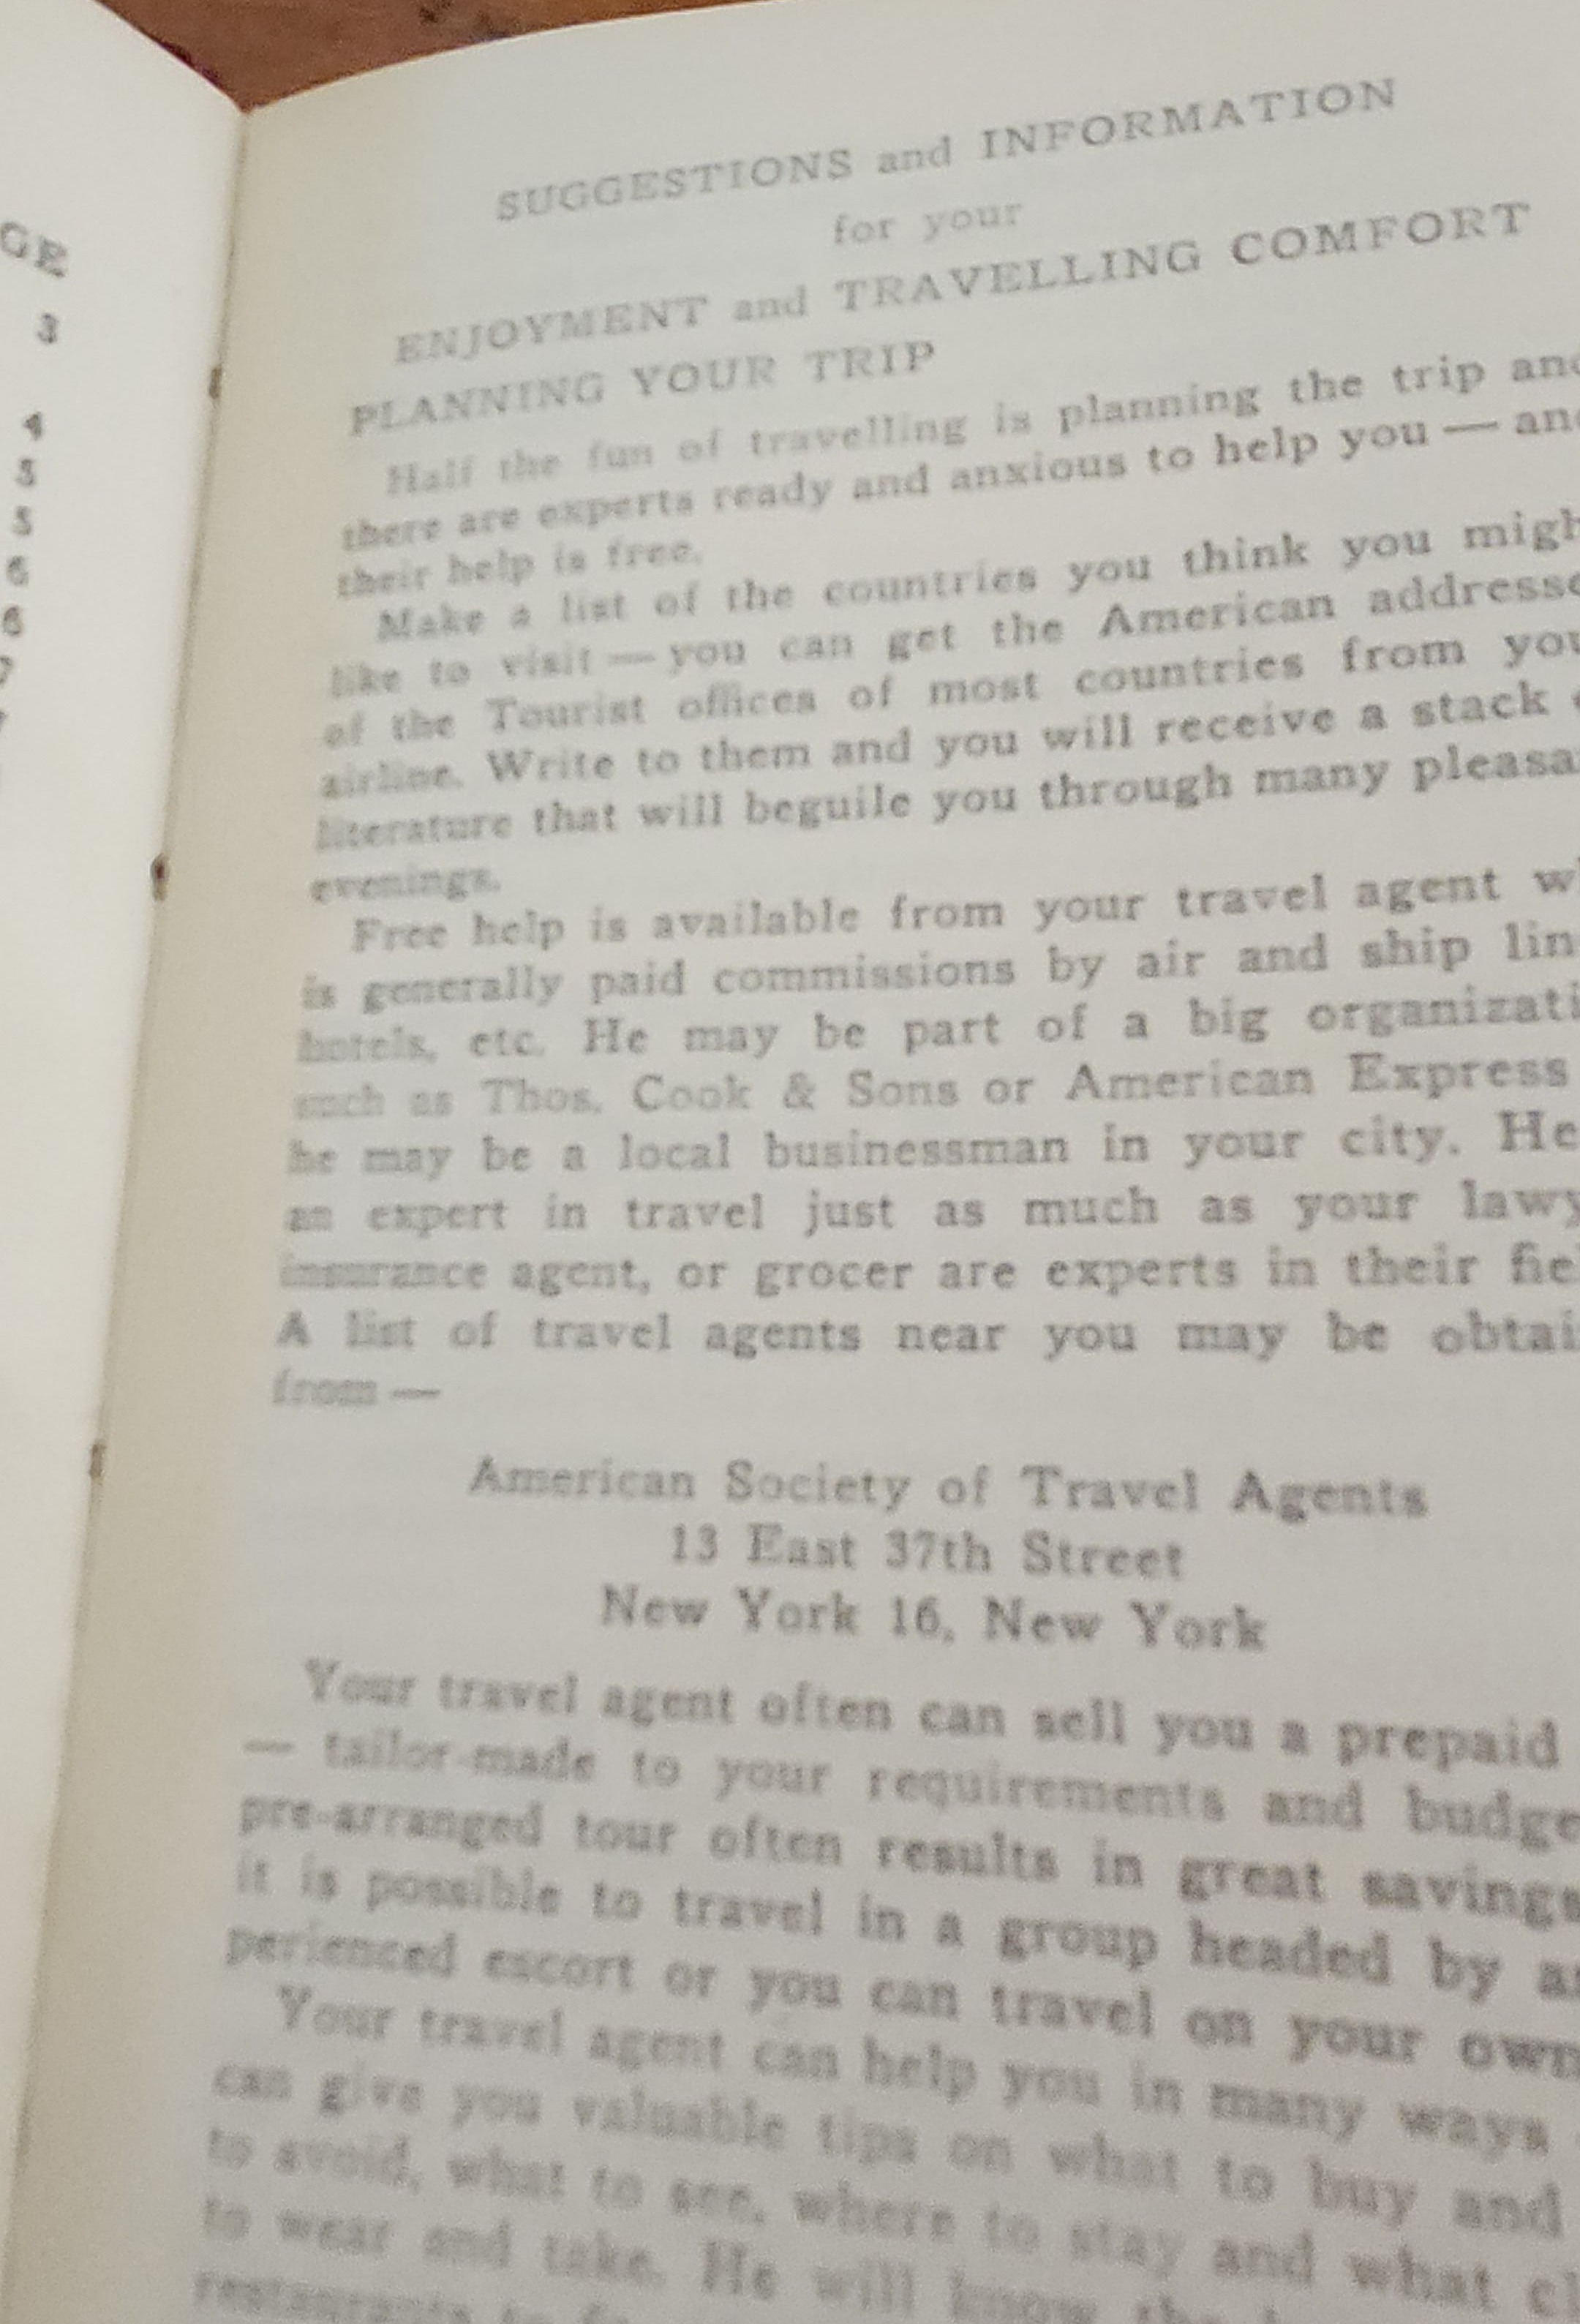 GE
3
4
5
5
6
6
7
SUGGESTIONS and INFORMATION
for your
ENJOYMENT and TRAVELLING COMFORT
PLANNING YOUR TRIP
Half the fun of travelling is planning the trip and
there are experts ready and anxious to help you — and
their help is free.
Make a list of the countries you think you migh
like to visit — you can get the American addresse
of the Tourist offices of most countries from you
airline. Write to them and you will receive a stack
literature that will beguile you through many pleasa
evenings.
Free help is available from your travel agent w
is generally paid commissions by air and ship lin
hotels, etc. He may be part of a big organizati
such as Thos. Cook & Sons or American Express
he may be a local businessman in your city. He
an expert in travel just as much as your lawy
insurance agent, or grocer are experts in their fiel
A list of travel agents near you may be obtai
from —
American Society of Travel Agents
13 East 37th Street
New York 16, New York
Your travel agent often can sell you a prepaid
— tailor-made to your requirements and budge
pre-arranged tour often results in great savings
it is possible to travel in a group headed by a
perienced escort or you can travel on your own
Your travel agent can help you in many ways
can give you valuable tips on what to buy and
to avoid, what to see, where to stay and what cl
to wear and take. He will know the
restaurants to